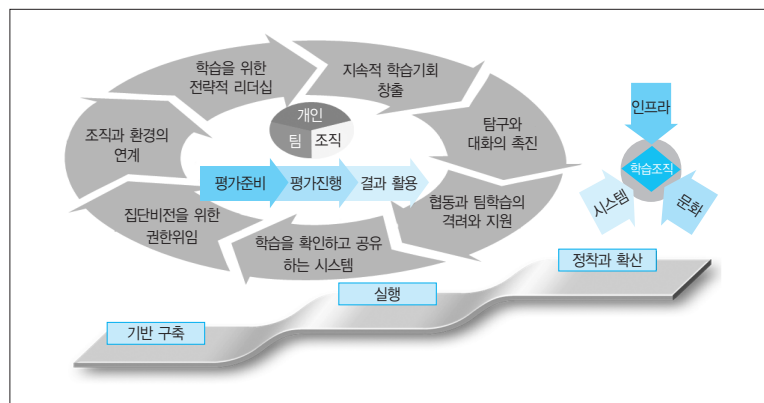 학습을 위한
전략적 리더십
지속적 학습기회
창출
탐구와
대화의 촉진
협동과 팀학습의
격려와 지원
학습을 확인하고 공유
하는 시스템
집단비전을 위한
권한위임
조직과 환경의
연계
개인
팀
조직
평가준비
평가진행
결과 활용
인프라
학습조직
시스템
문화
기반 구축
실행
정착과 확산